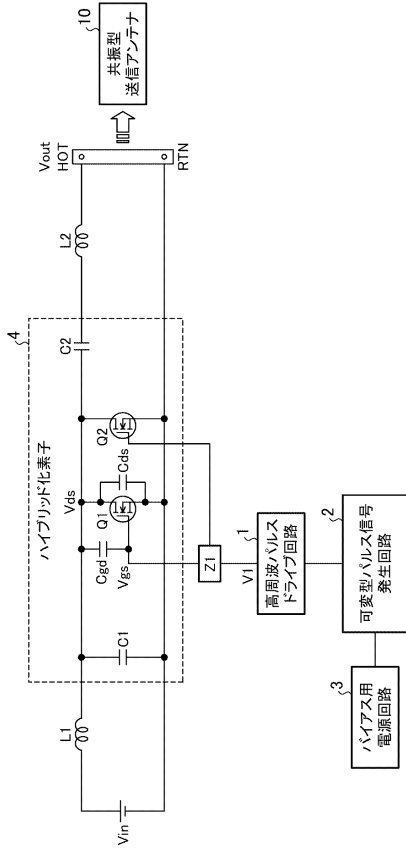 10
共振型
送信アンテナ
Vout
HOT
RTN
L2
4
ハイブリッド化素子
C2
Q2
Vds
Cds
Q1
Cgd
Vgs
C1
L1
Vin
Z1
V1
1
高周波パルス
ドライブ回路
2
可変型パルス信号
発生回路
3
バイアス用
電源回路